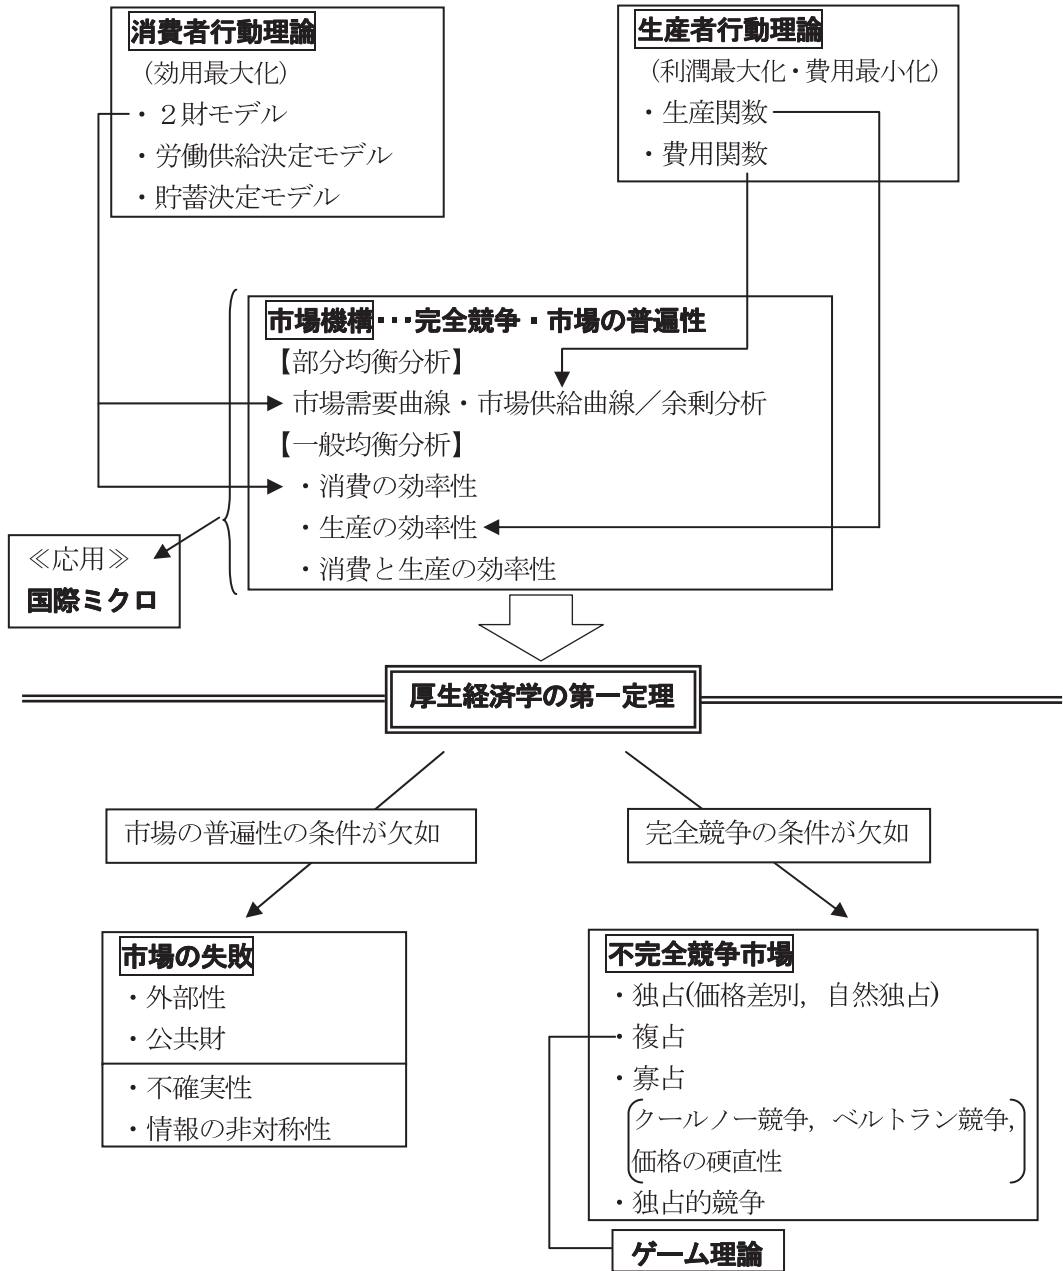 消費者行動理論
(効用最大化)
・２財モデル
・労働供給決定モデル
・貯蓄決定モデル
生産者行動理論
(利潤最大化・費用最小化)
・生産関数
・費用関数
市場機構･･･完全競争・市場の普遍性
【部分均衡分析】
市場需要曲線・市場供給曲線／余剰分析
【一般均衡分析】
・消費の効率性
・生産の効率性
・消費と生産の効率性
≪応用≫
国際ミクロ
厚生経済学の第一定理
市場の普遍性の条件が欠如
完全競争の条件が欠如
市場の失敗
・外部性
・公共財
・不確実性
・情報の非対称性
不完全競争市場
・独占(価格差別，自然独占)
・複占
・寡占
クールノー競争，ベルトラン競争，
価格の硬直性
・独占的競争
ゲーム理論